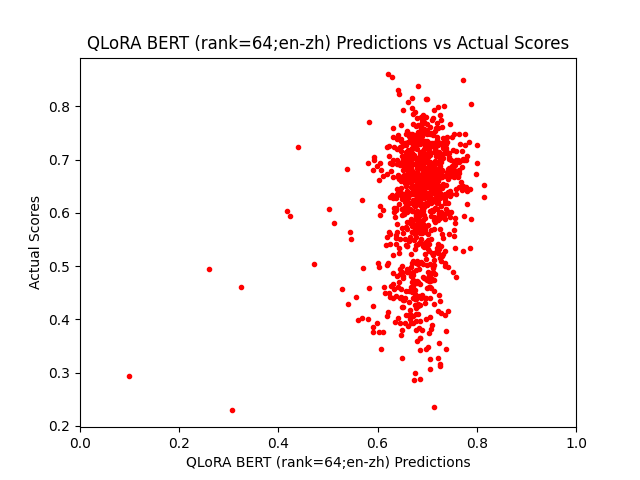 QLoRA BERT (rank=64;en-zh) Predictions vs Actual Scores
Actual Scores
0.8
0.7
0.6
0.5
0.4
0.3
0.2
0.0 0.2 0.4 0.6 0.8 1.0
QLoRA BERT (rank=64;en-zh) Predictions